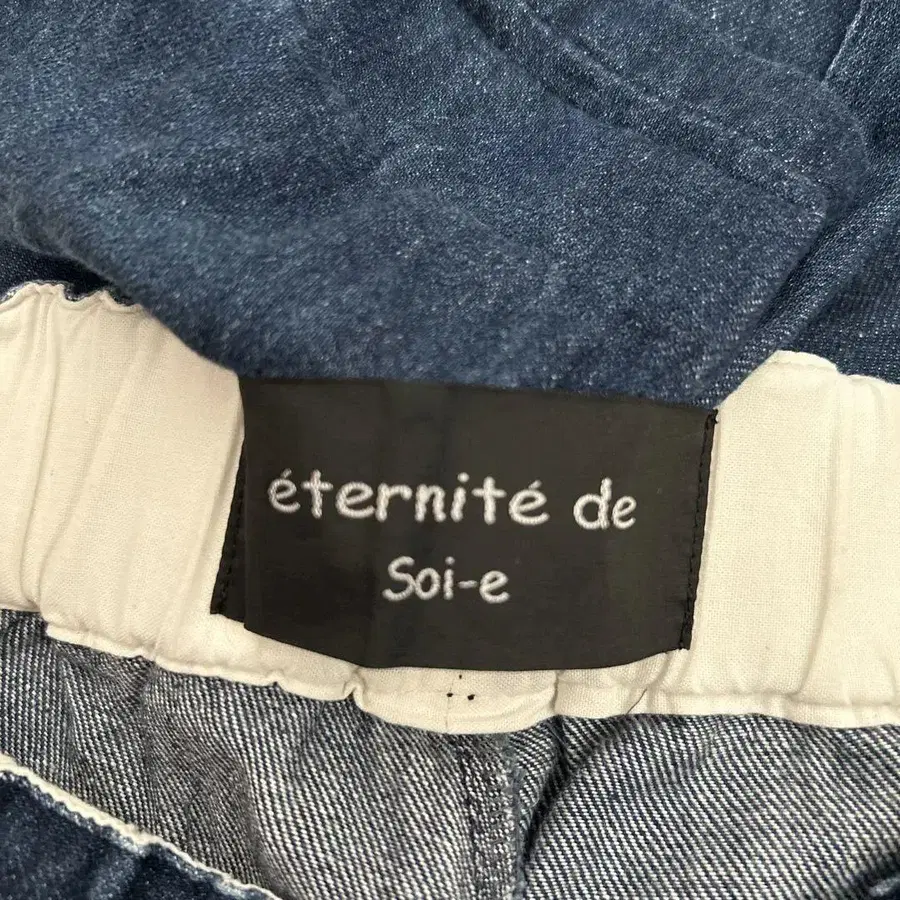 éternité de
Soi-e